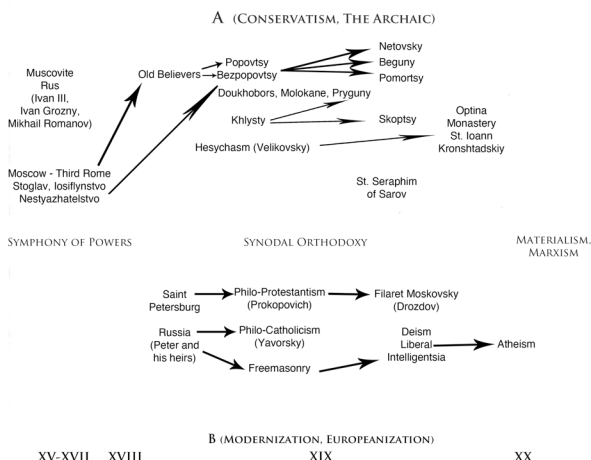 A (Conservatism, The Archaic)
Muscovite
Rus
(Ivan III,
Ivan Grozny,
Mikhail Romanov)
Old Believers
Popovtsy
Bezpopovtsy
Netovsky
Beguny
Pomortsy
Doukhobors, Molokane, Pryguny
Khlysty
Skoptsy
Hesychasm (Velikovsky)
Optina
Monastery
St. Ioann
Kronshtadskiy
Moscow - Third Rome
Stoglav, Iosiflynstvo
Nestyazhatelstvo
St. Seraphim
of Sarov
Symphony of Powers
Synodal Orthodoxy
Materialism,
Marxism
Saint
Petersburg
Philo-Protestantism
(Prokopovich)
Filaret Moskovsky
(Drozdov)
Russia
(Peter and
his heirs)
Philo-Catholicism
(Yavorsky)
Freemasonry
Deism
Liberal
Intelligentsia
Atheism
B (Modernization, Europeanization)
XV-XVII XVIII XIX XX